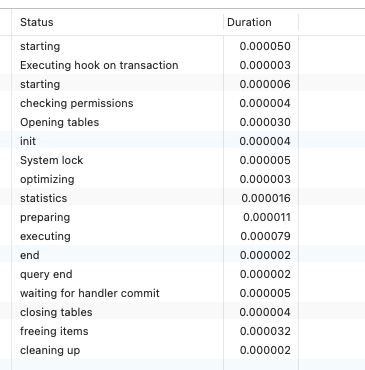 Status Duration
starting 0.000050
Executing hook on transaction 0.000003
starting 0.000006
checking permissions 0.000004
Opening tables 0.000030
init 0.000004
System lock 0.000005
optimizing 0.000003
statistics 0.000016
preparing 0.000011
executing 0.000079
end 0.000002
query end 0.000002
waiting for handler commit 0.000005
closing tables 0.000004
freeing items 0.000032
cleaning up 0.000002